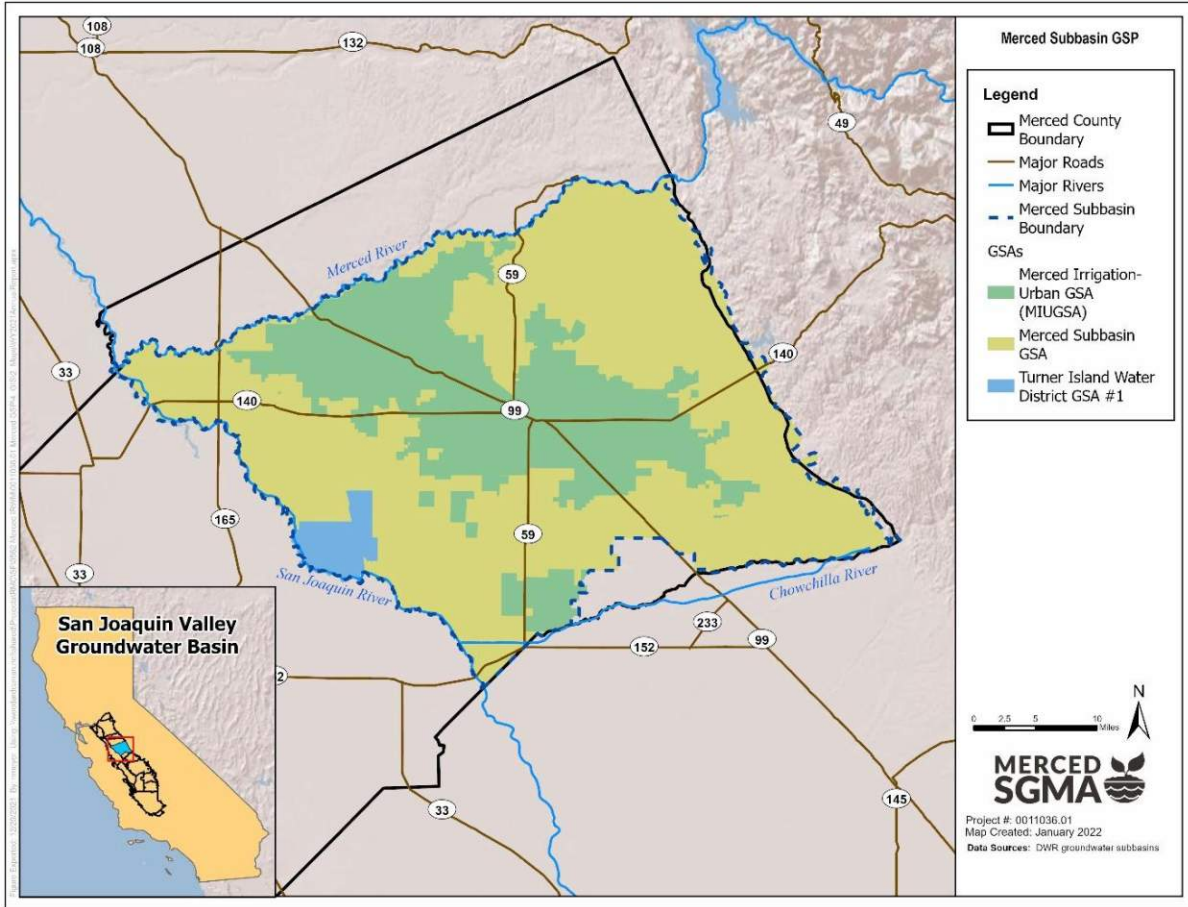 Merced Subbasin GSP
Legend
Merced County
Boundary
Major Roads
Major Rivers
Merced Subbasin
Boundary
GSAs
Merced Irrigation-
Urban GSA
(MIUGSA)
Merced Subbasin
GSA
Turner Island Water
District GSA #1
N
0 2.5 5 10
Miles
MERCED
SGMA
Project #: 0011036.01
Map Created: January 2022
Data Sources: DWR groundwater subbasins
108
108
132
49
Merced River
59
140
33
140
99
165
59
33
San Joaquin River
Chowchilla River
233
99
152
2
33
145
San Joaquin Valley
Groundwater Basin